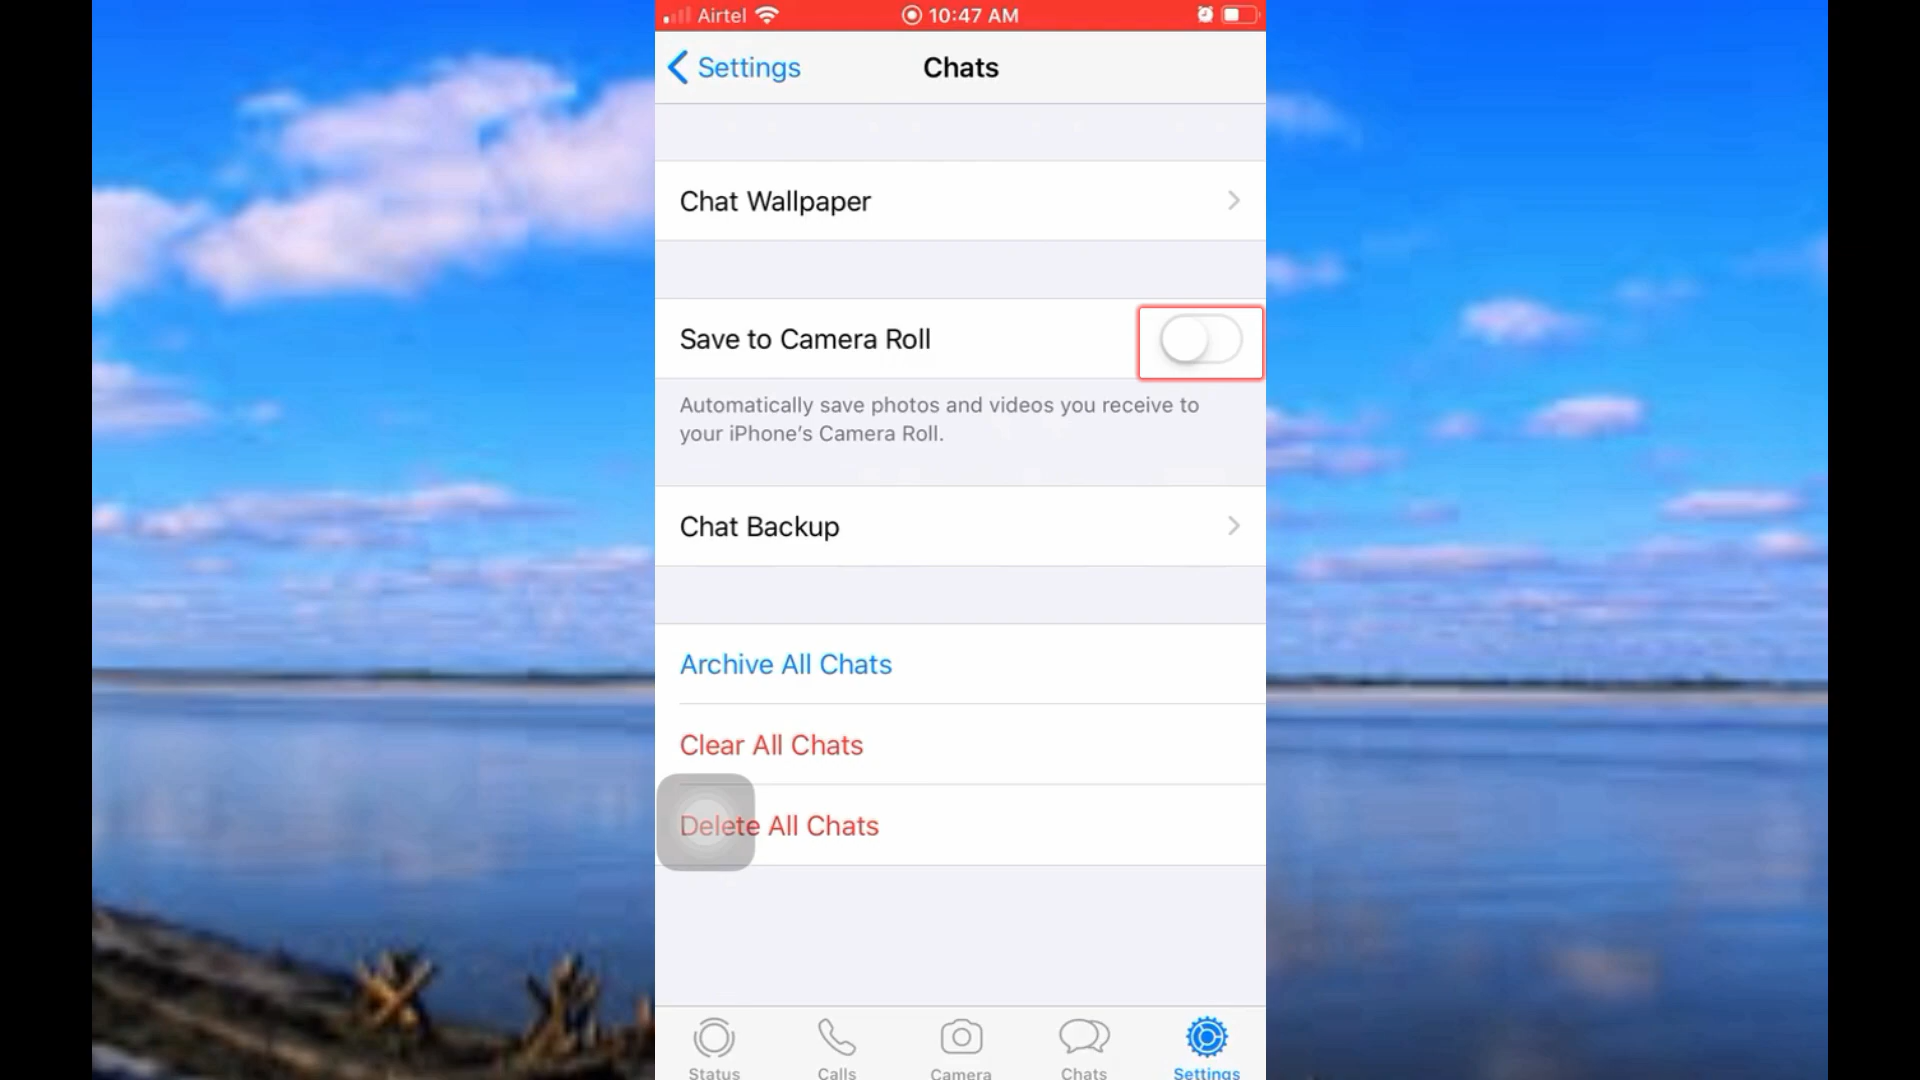 Airtel 10:47 AM
Settings Chats
Chat Wallpaper
Save to Camera Roll
Automatically save photos and videos you receive to
your iPhone's Camera Roll.
Chat Backup
Archive All Chats
Clear All Chats
Delete All Chats
Status Calls Camera Chats Settings